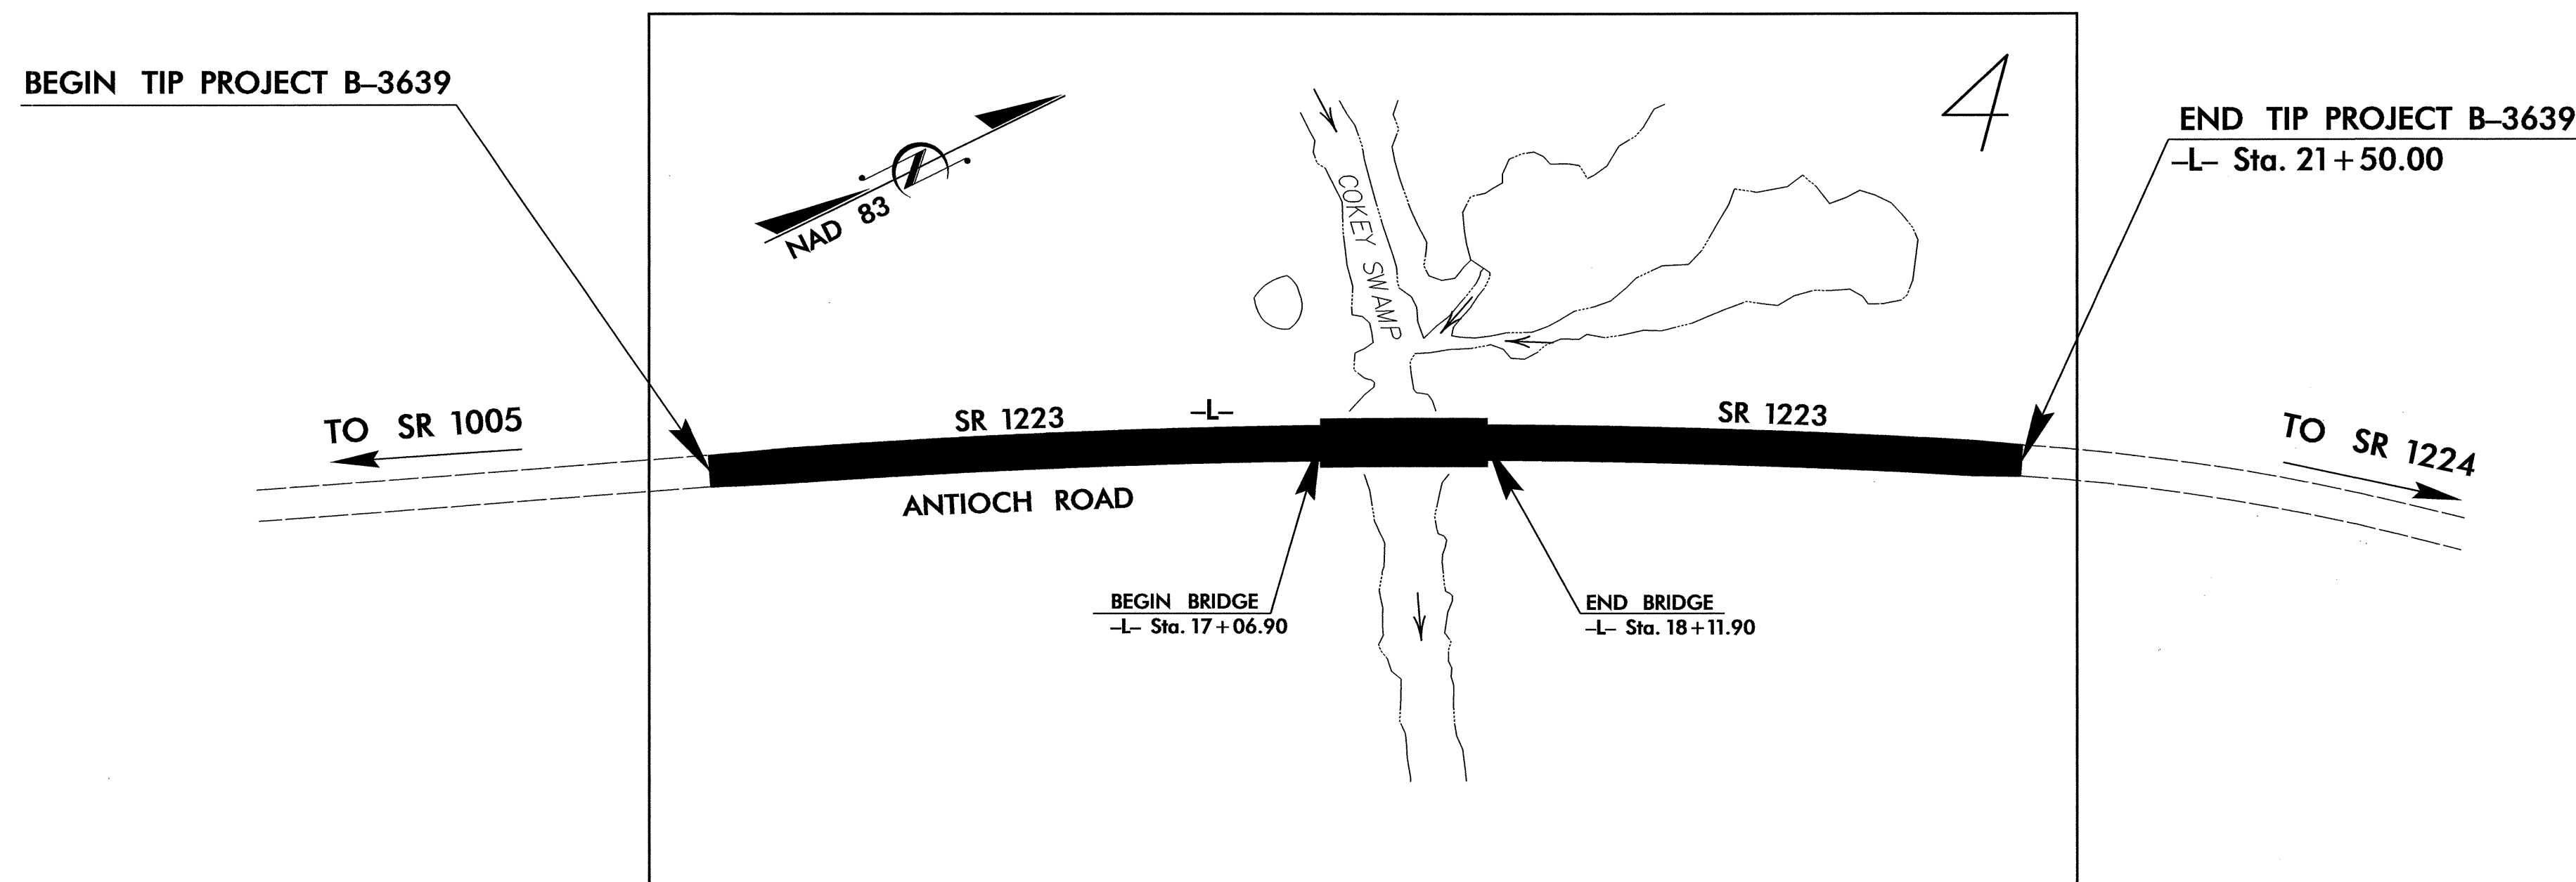 BEGIN TIP PROJECT B–3639
4
END TIP PROJECT B–3639
–L– Sta. 21+50.00
NAD 83
COKEY SWAMP
TO SR 1005
SR 1223
–L–
SR 1223
TO SR 1224
ANTIOCH ROAD
BEGIN BRIDGE
–L– Sta. 17+06.90
END BRIDGE
–L– Sta. 18+11.90